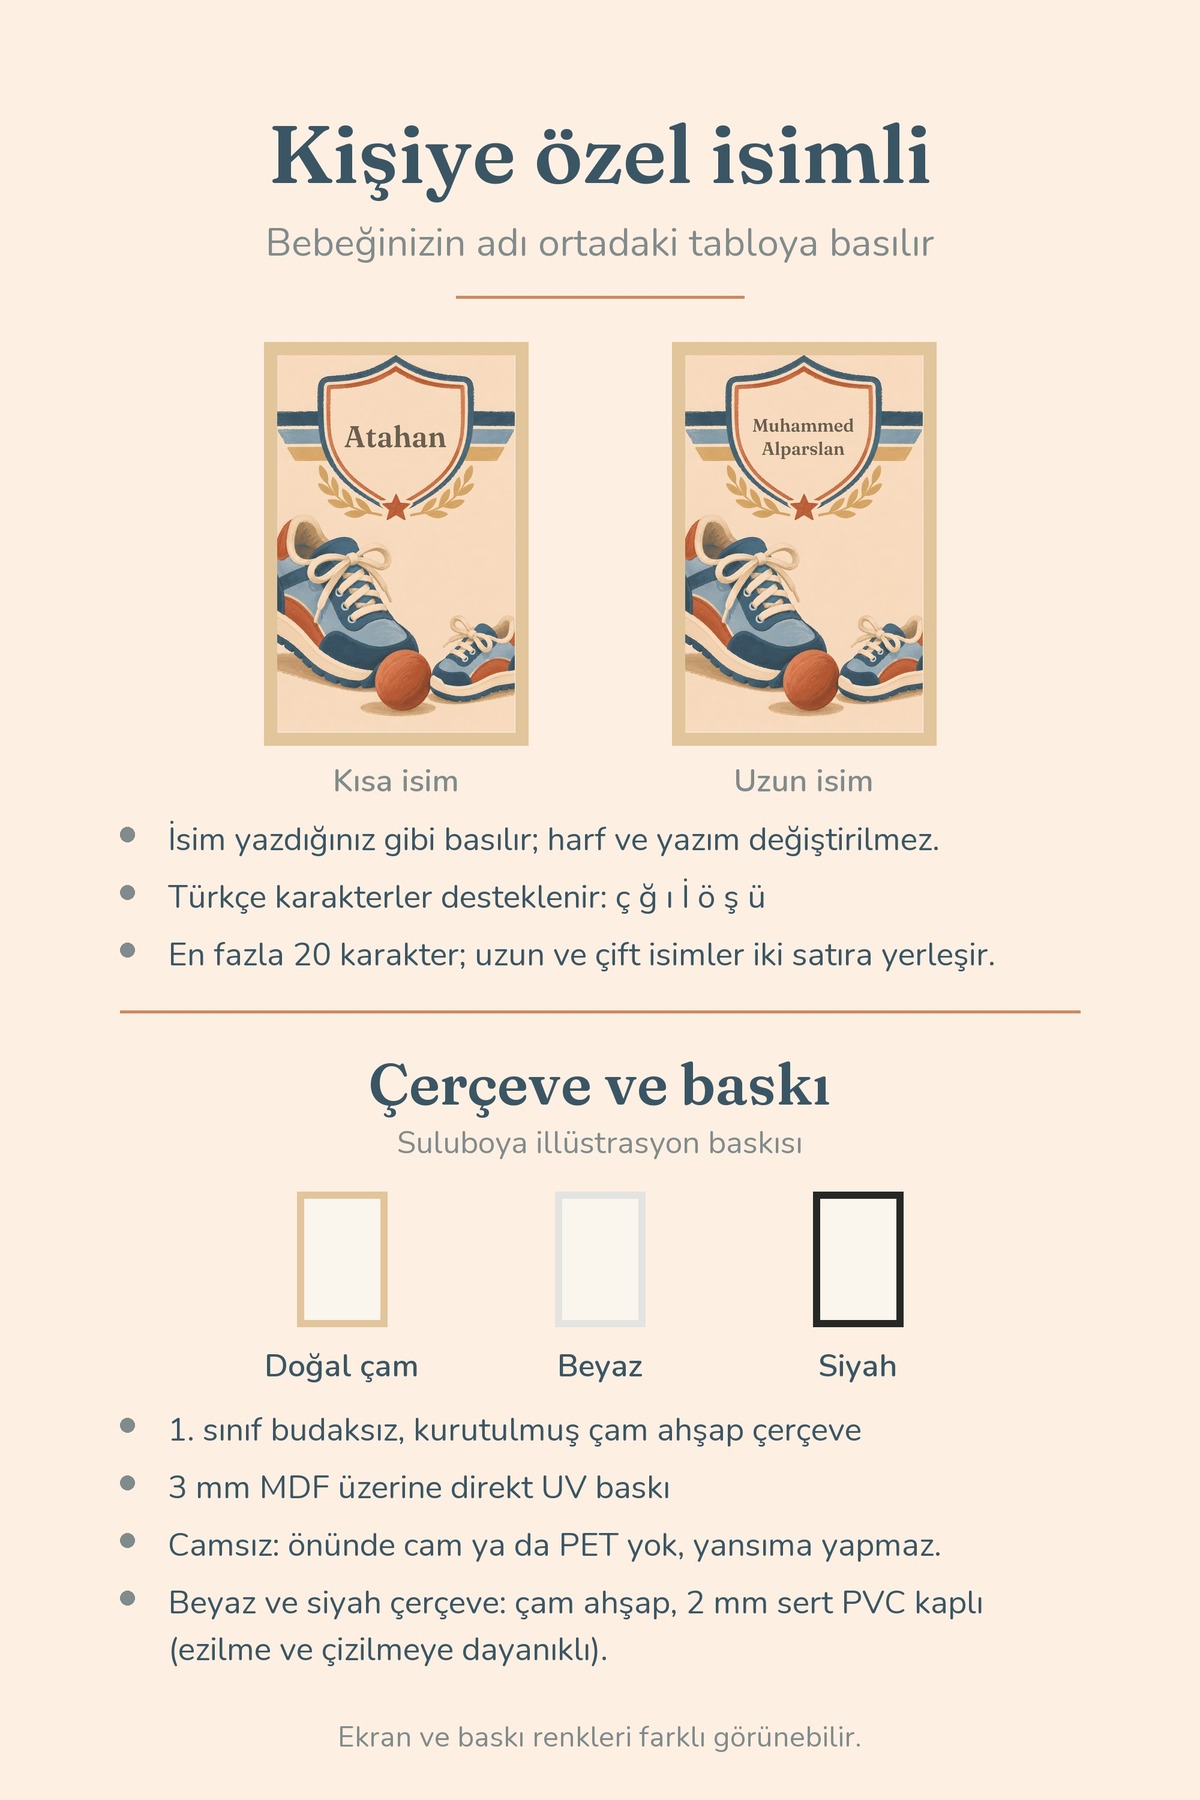 Kişiye özel isimli
Bebeğinizin adı ortadaki tabloya basılır
Atahan
Muhammed
Alparslan
Kısa isim
Uzun isim
İsim yazdığınız gibi basılır; harf ve yazım değiştirilmez.
Türkçe karakterler desteklenir: ç ğ ı İ ö ş ü
En fazla 20 karakter; uzun ve çift isimler iki satıra yerleşir.
Çerçeve ve baskı
Suluboya illüstrasyon baskısı
Doğal çam
Beyaz
Siyah
1. sınıf budaksız, kurutulmuş çam ahşap çerçeve
3 mm MDF üzerine direkt UV baskı
Camsız: önünde cam ya da PET yok, yansıma yapmaz.
Beyaz ve siyah çerçeve: çam ahşap, 2 mm sert PVC kaplı
(ezilme ve çizilmeye dayanıklı).
Ekran ve baskı renkleri farklı görünebilir.